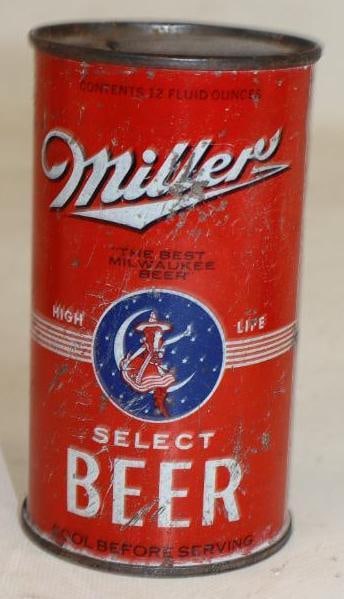 CONTENTS 12 FLUID OUNCES
Miller
"THE BEST
MILWAUKEE
BEER"
HIGH LIFE
SELECT
BEER
COOL BEFORE SERVING